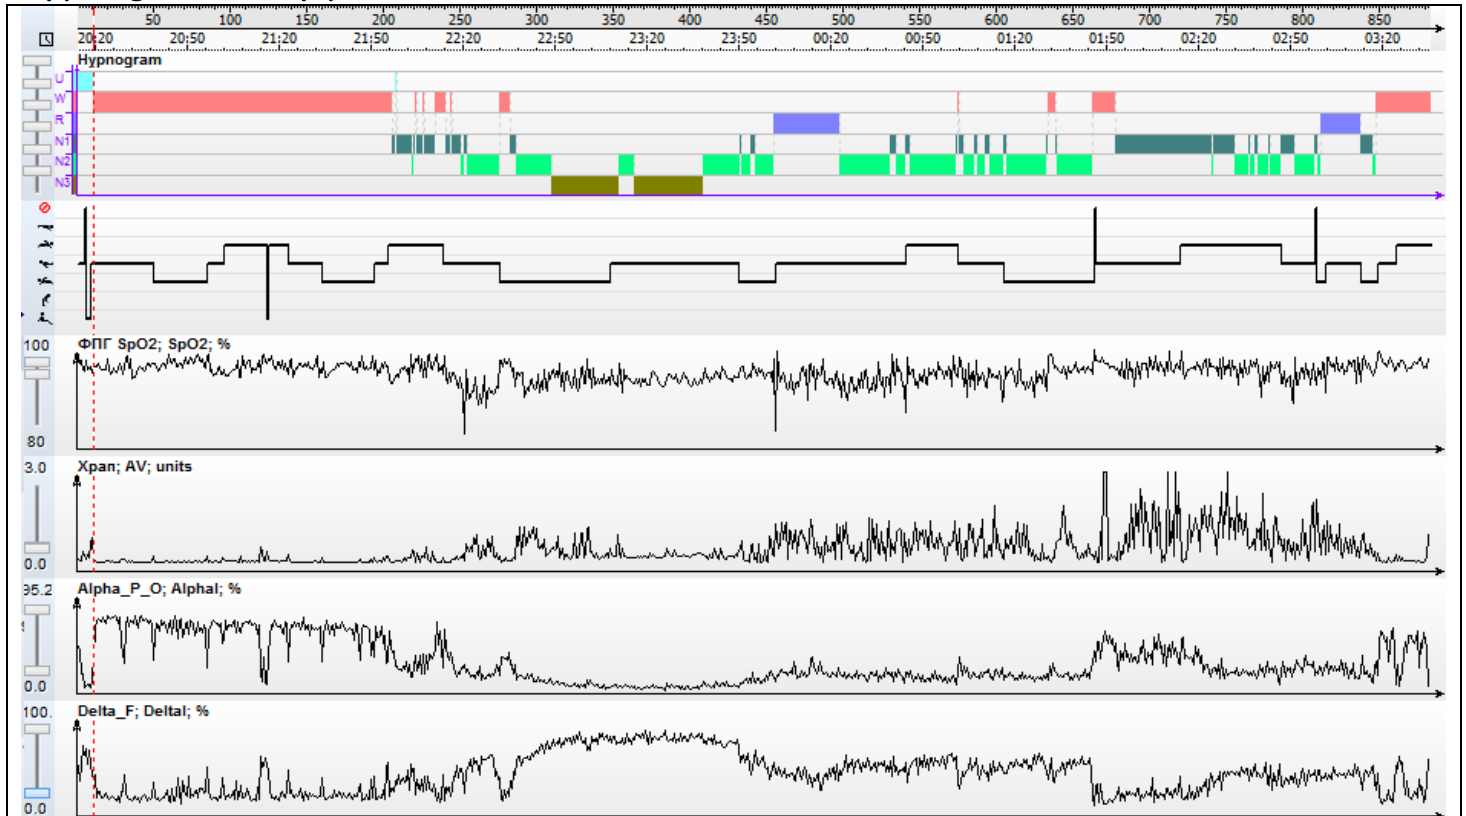 50 100 150 200 250 300 350 400 450 500 550 600 650 700 750 800 850
20:20 20:50 21:20 21:50 22:20 22:50 23:20 23:50 00:20 00:50 01:20 01:50 02:20 02:50 03:20
Hypnogram
U
W
R
N1
N2
N3
100 ФПГ SpO2; SpO2; %
80
3.0 Храп; AV; units
0.0
95.2 Alpha_P_O; AlphaI; %
0.0
100. Delta_F; DeltaI; %
0.0